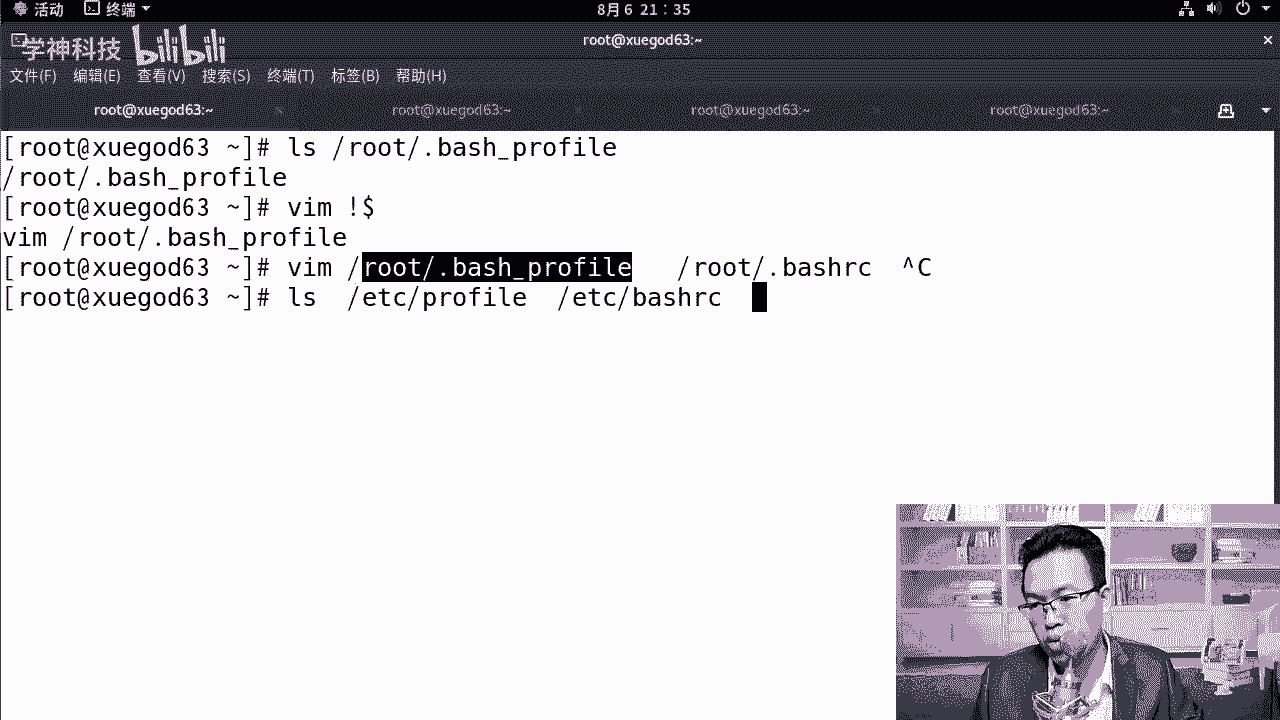 活动 终端 8月6 21：35
学神科技 bilibili root@xuegod63:~ ×
文件(F) 编辑(E) 查看(V) 搜索(S) 终端(T) 标签(B) 帮助(H)
root@xuegod63:~ × root@xuegod63:~ root@xuegod63:~ root@xuegod63:~
[root@xuegod63 ~]# ls /root/.bash_profile
/root/.bash_profile
[root@xuegod63 ~]# vim !$
vim /root/.bash_profile
[root@xuegod63 ~]# vim /root/.bash_profile   /root/.bashrc  ^C
[root@xuegod63 ~]# ls  /etc/profile  /etc/bashrc